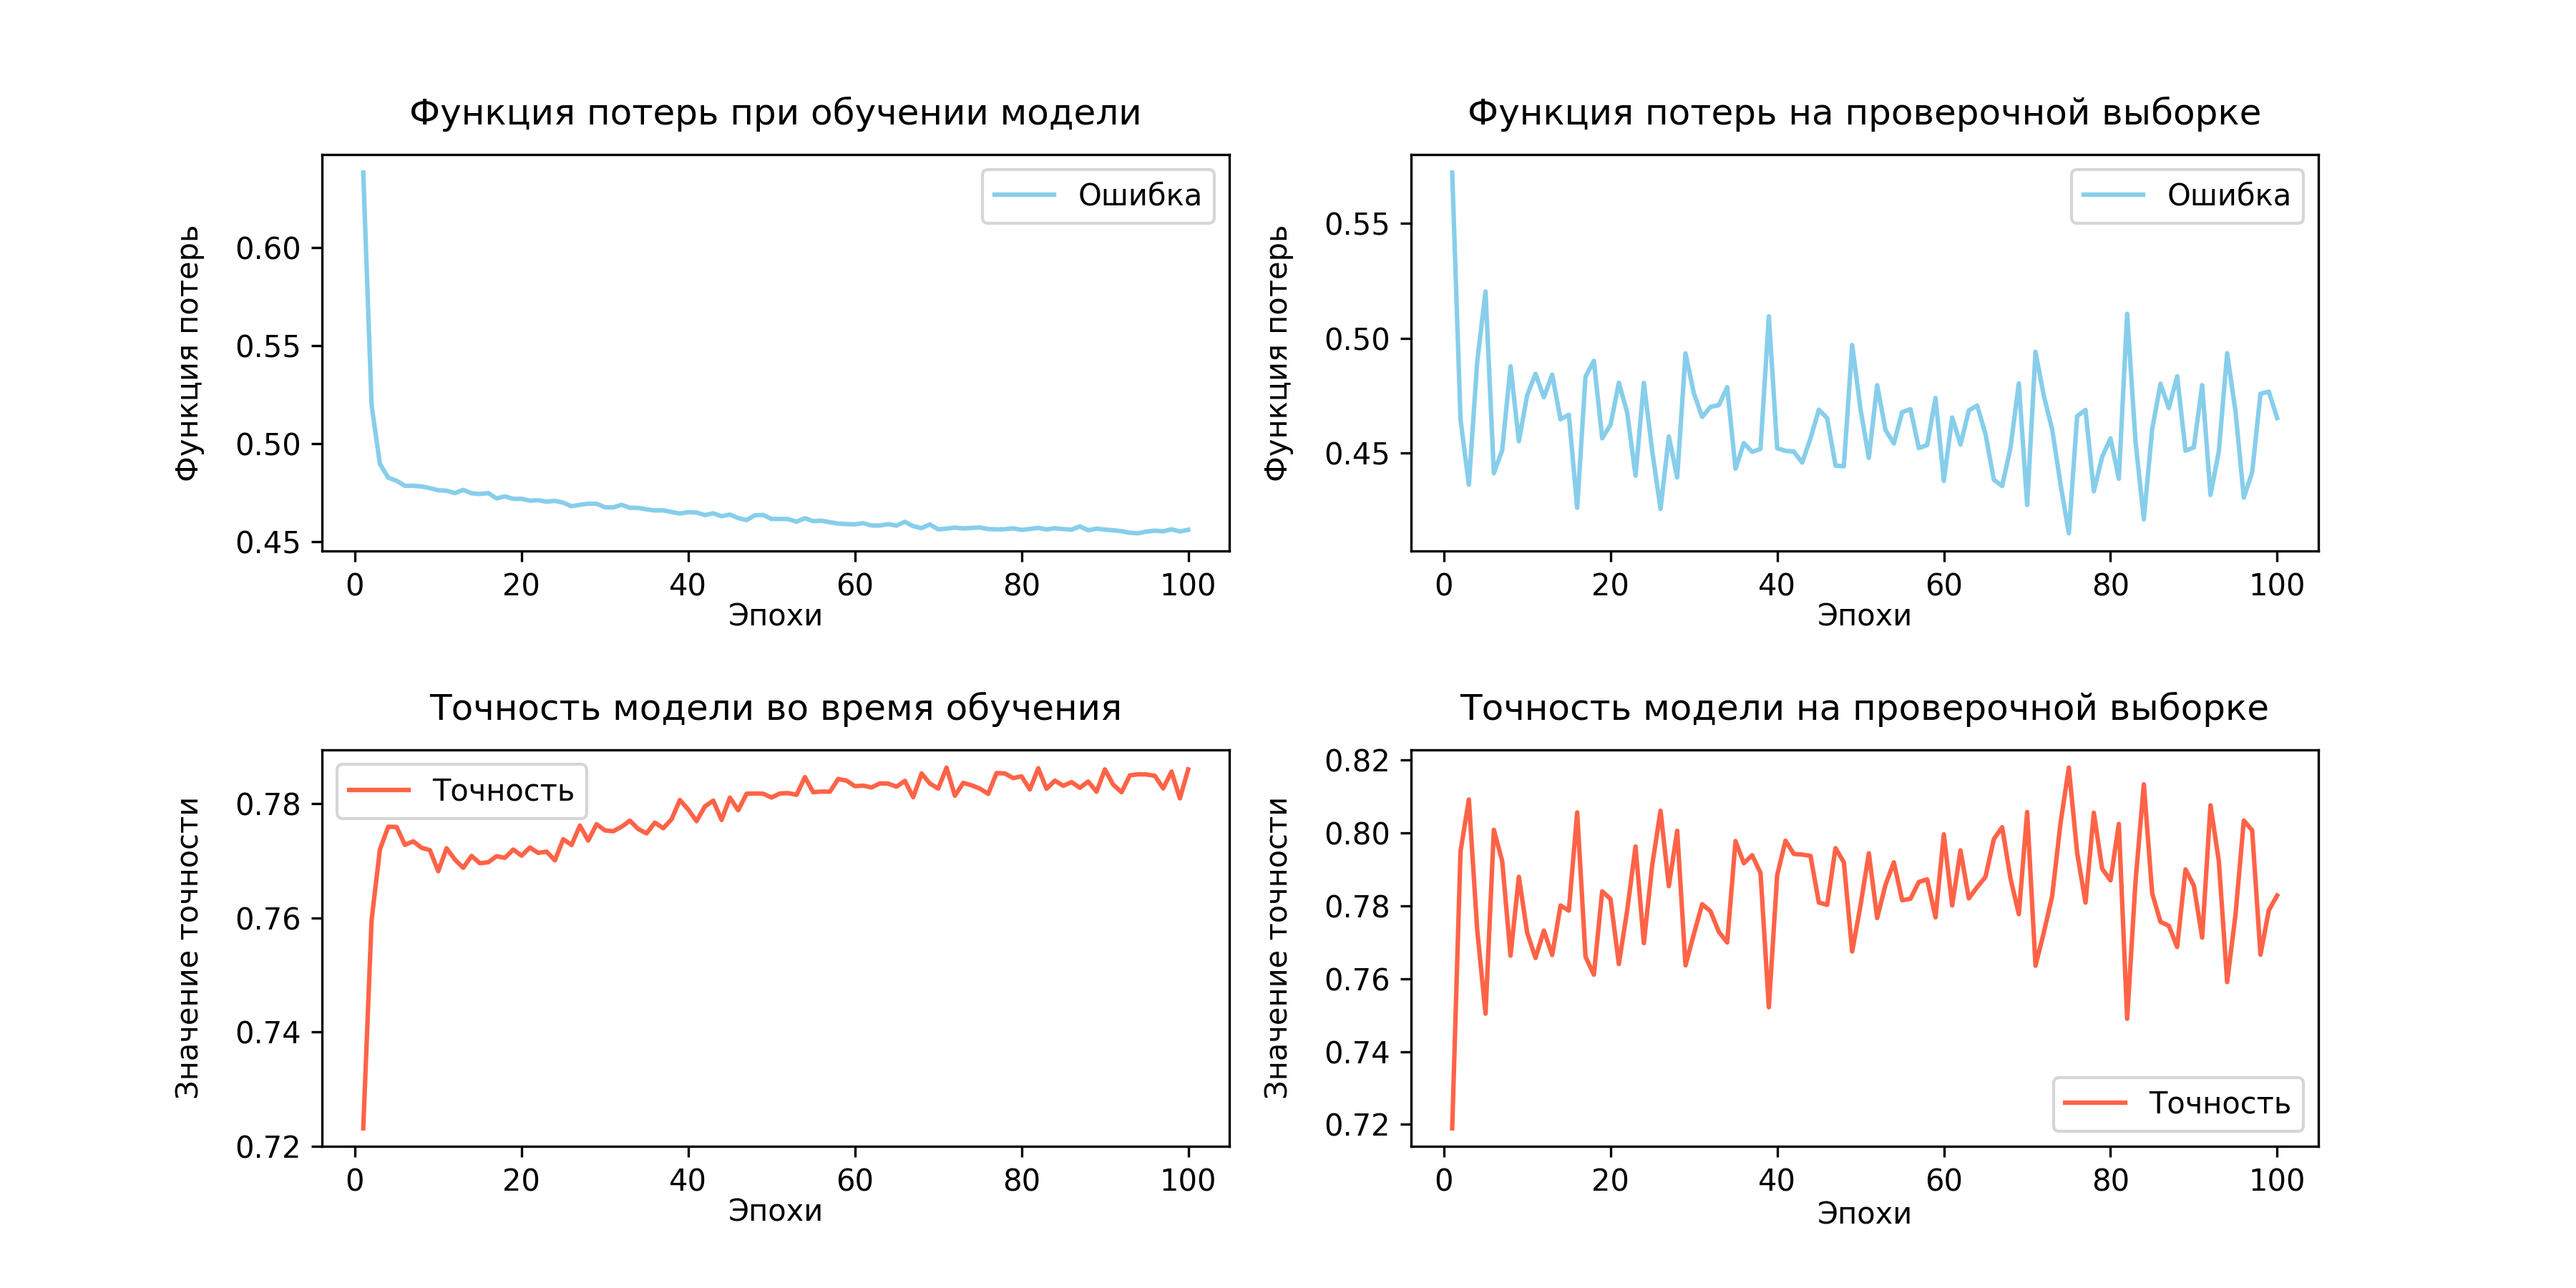 Функция потерь при обучении модели
Функция потерь
0.60
0.55
0.50
0.45
Ошибка
0 20 40 60 80 100
Эпохи
Функция потерь на проверочной выборке
Функция потерь
0.55
0.50
0.45
Ошибка
0 20 40 60 80 100
Эпохи
Точность модели во время обучения
Значение точности
0.78
0.76
0.74
0.72
Точность
0 20 40 60 80 100
Эпохи
Точность модели на проверочной выборке
Значение точности
0.82
0.80
0.78
0.76
0.74
0.72
Точность
0 20 40 60 80 100
Эпохи